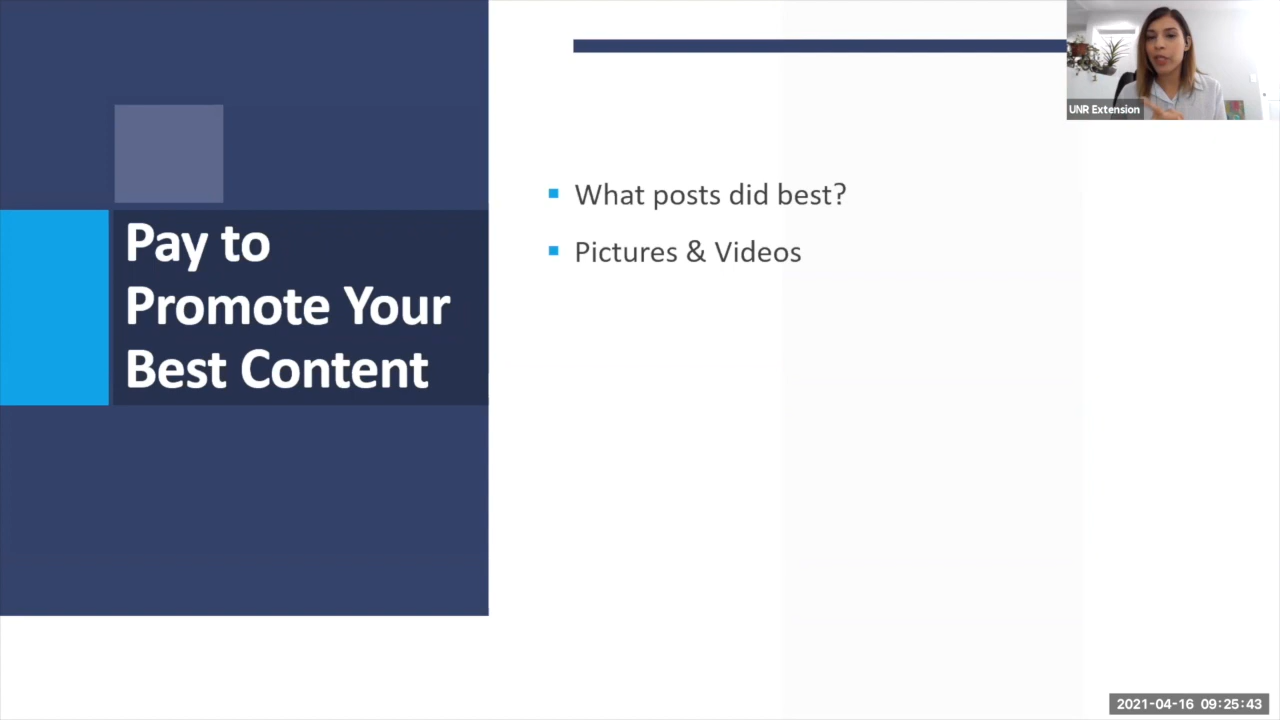 UNR Extension
What posts did best?
Pictures & Videos
Pay to
Promote Your
Best Content
2021-04-16 09:25:43